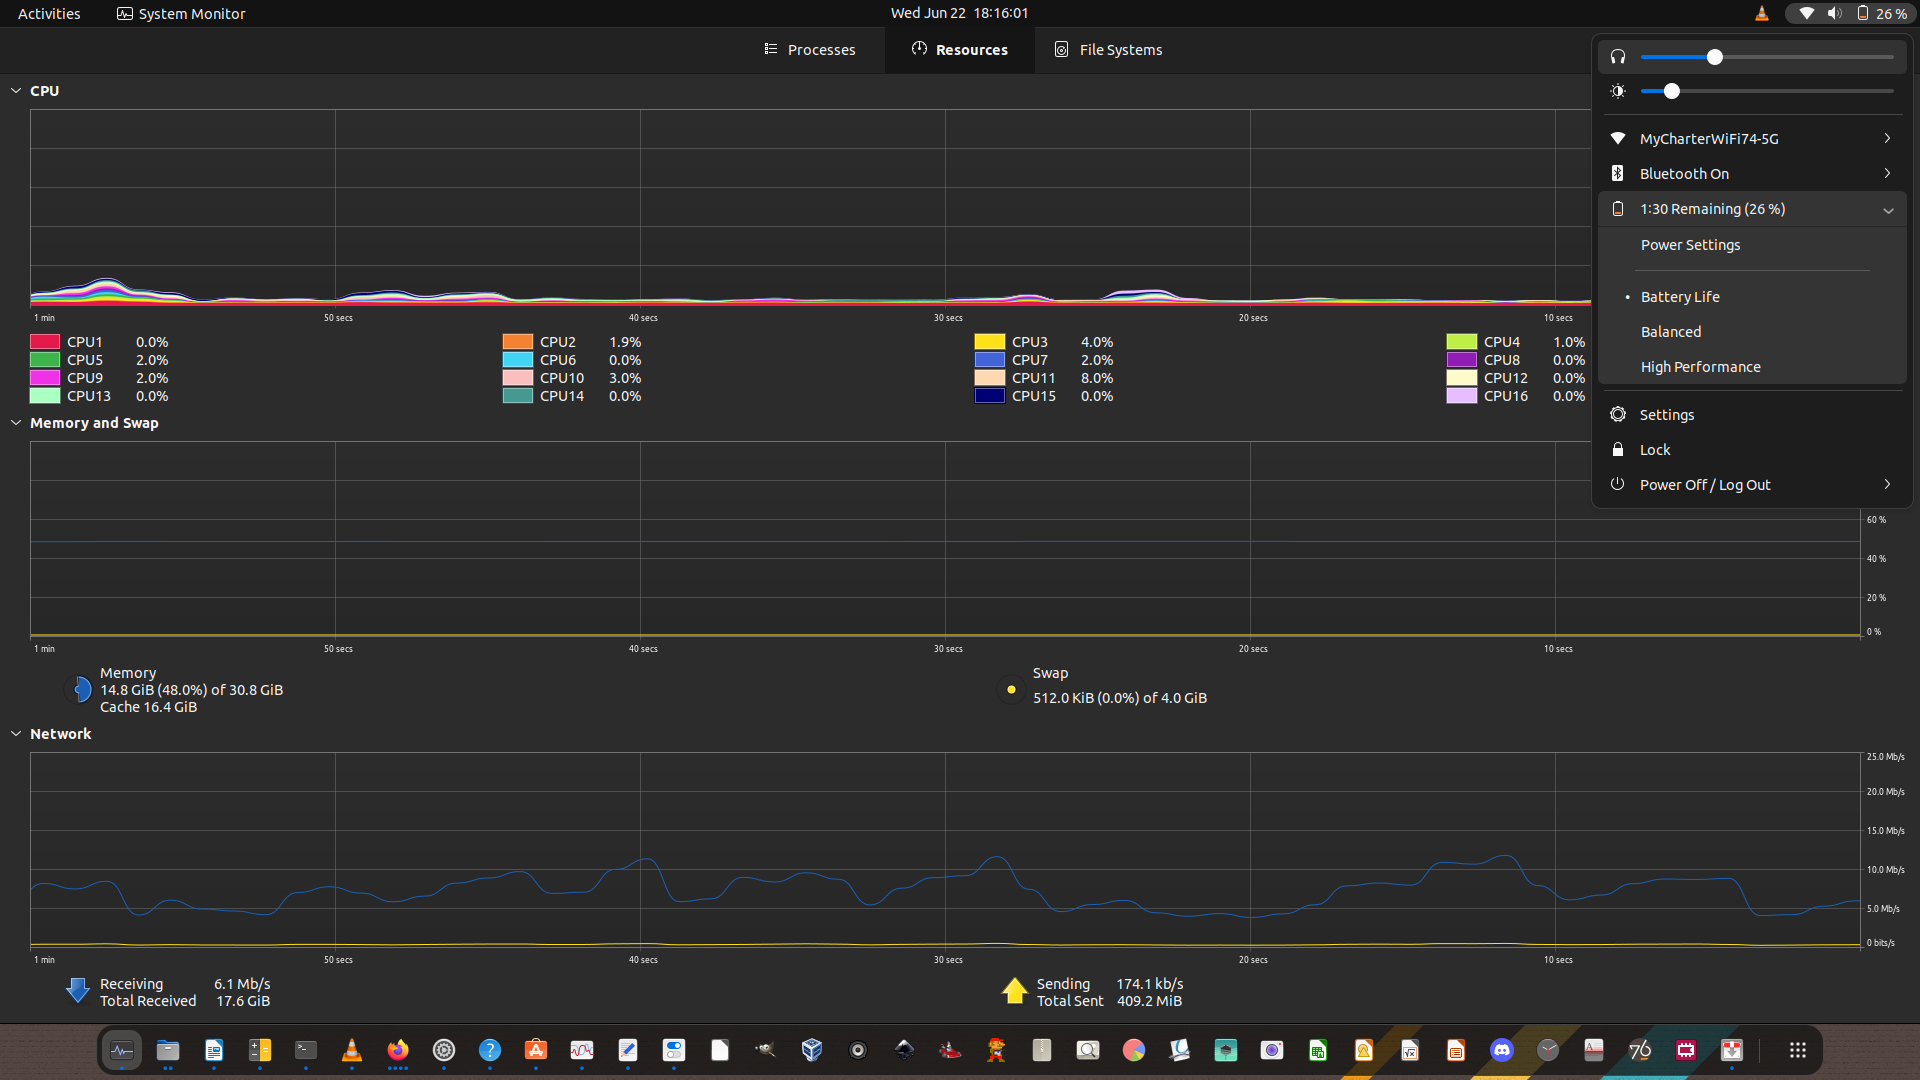 Activities
System Monitor
Wed Jun 22 18:16:01
26 %
Processes
Resources
File Systems
CPU
1 min 50 secs 40 secs 30 secs 20 secs 10 secs
CPU1 0.0% CPU2 1.9% CPU3 4.0% CPU4 1.0%
CPU5 2.0% CPU6 0.0% CPU7 2.0% CPU8 0.0%
CPU9 2.0% CPU10 3.0% CPU11 8.0% CPU12 0.0%
CPU13 0.0% CPU14 0.0% CPU15 0.0% CPU16 0.0%
MyCharterWiFi74-5G
Bluetooth On
1:30 Remaining (26 %)
Power Settings
• Battery Life
Balanced
High Performance
Settings
Lock
Power Off / Log Out
Memory and Swap
60 %
40 %
20 %
0 %
1 min 50 secs 40 secs 30 secs 20 secs 10 secs
Memory
14.8 GiB (48.0%) of 30.8 GiB
Cache 16.4 GiB
Swap
512.0 KiB (0.0%) of 4.0 GiB
Network
25.0 Mb/s
20.0 Mb/s
15.0 Mb/s
10.0 Mb/s
5.0 Mb/s
0 bits/s
1 min 50 secs 40 secs 30 secs 20 secs 10 secs
Receiving 6.1 Mb/s
Total Received 17.6 GiB
Sending 174.1 kb/s
Total Sent 409.2 MiB
76